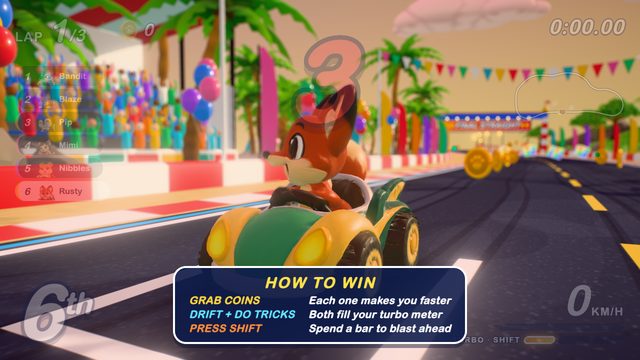 LAP 1/3
0
0:00.00
3
1 Bandit
2 Blaze
3 Pip
4 Mimi
5 Nibbles
6 Rusty
HOW TO WIN
GRAB COINS Each one makes you faster
DRIFT + DO TRICKS Both fill your turbo meter
PRESS SHIFT Spend a bar to blast ahead
6th
0 KM/H
SHIFT